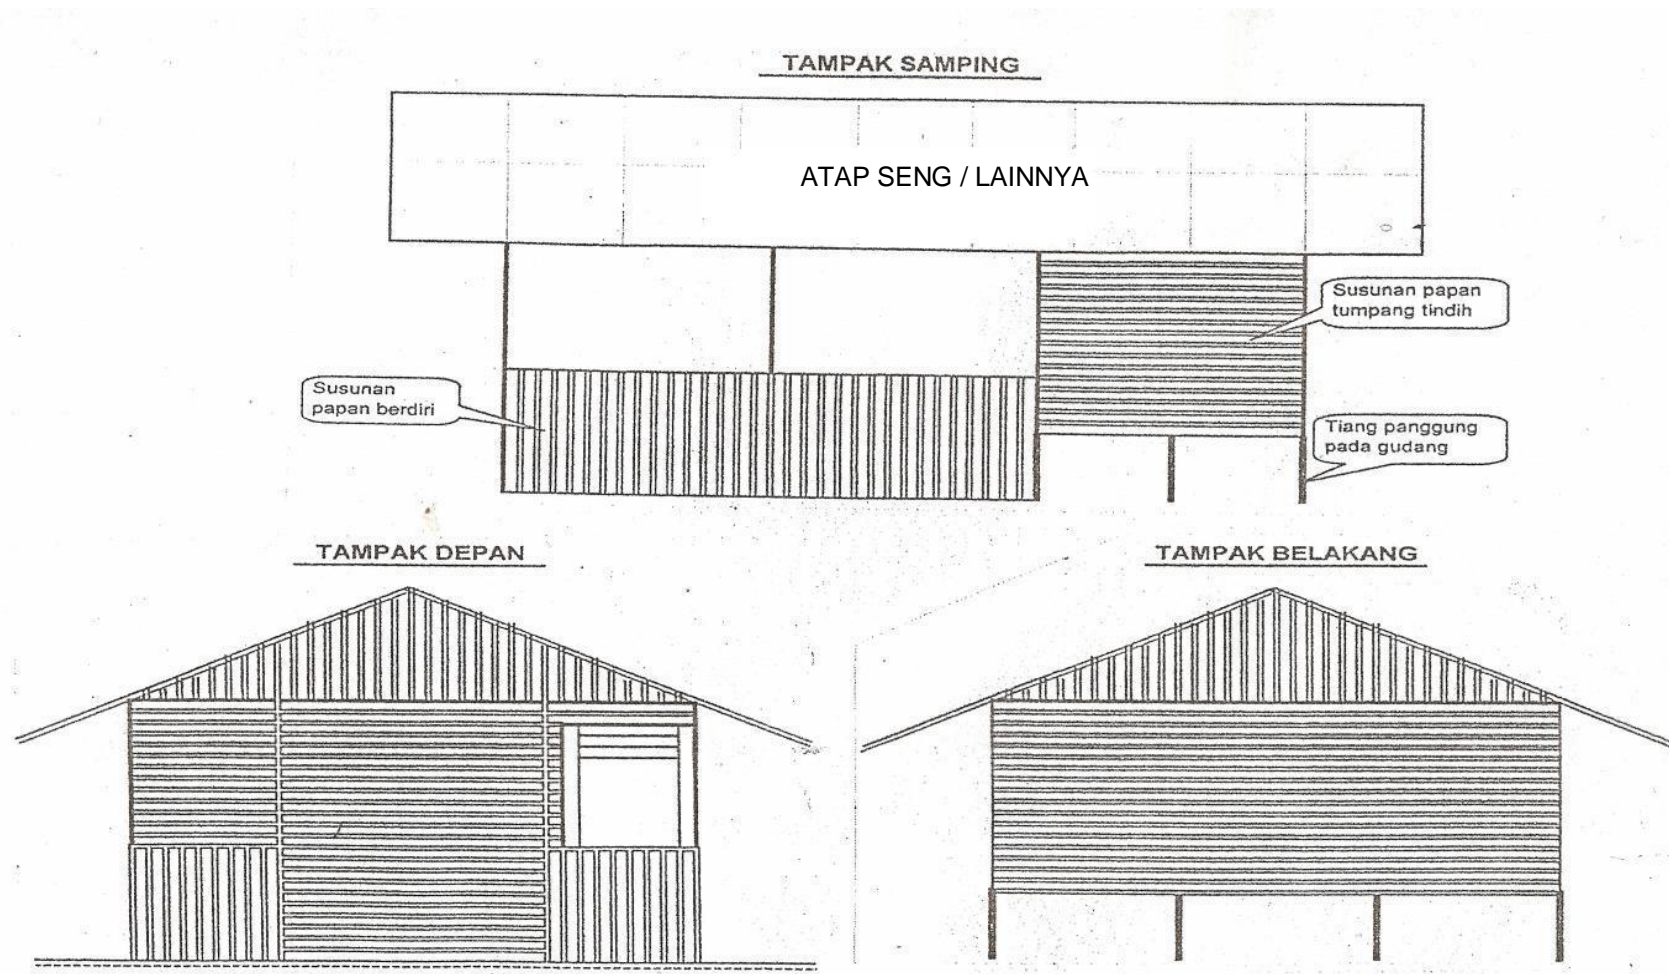 TAMPAK SAMPING
ATAP SENG / LAINNYA
Susunan papan
tumpang tindih
Susunan
papan berdiri
Tiang panggung
pada gudang
TAMPAK DEPAN
TAMPAK BELAKANG